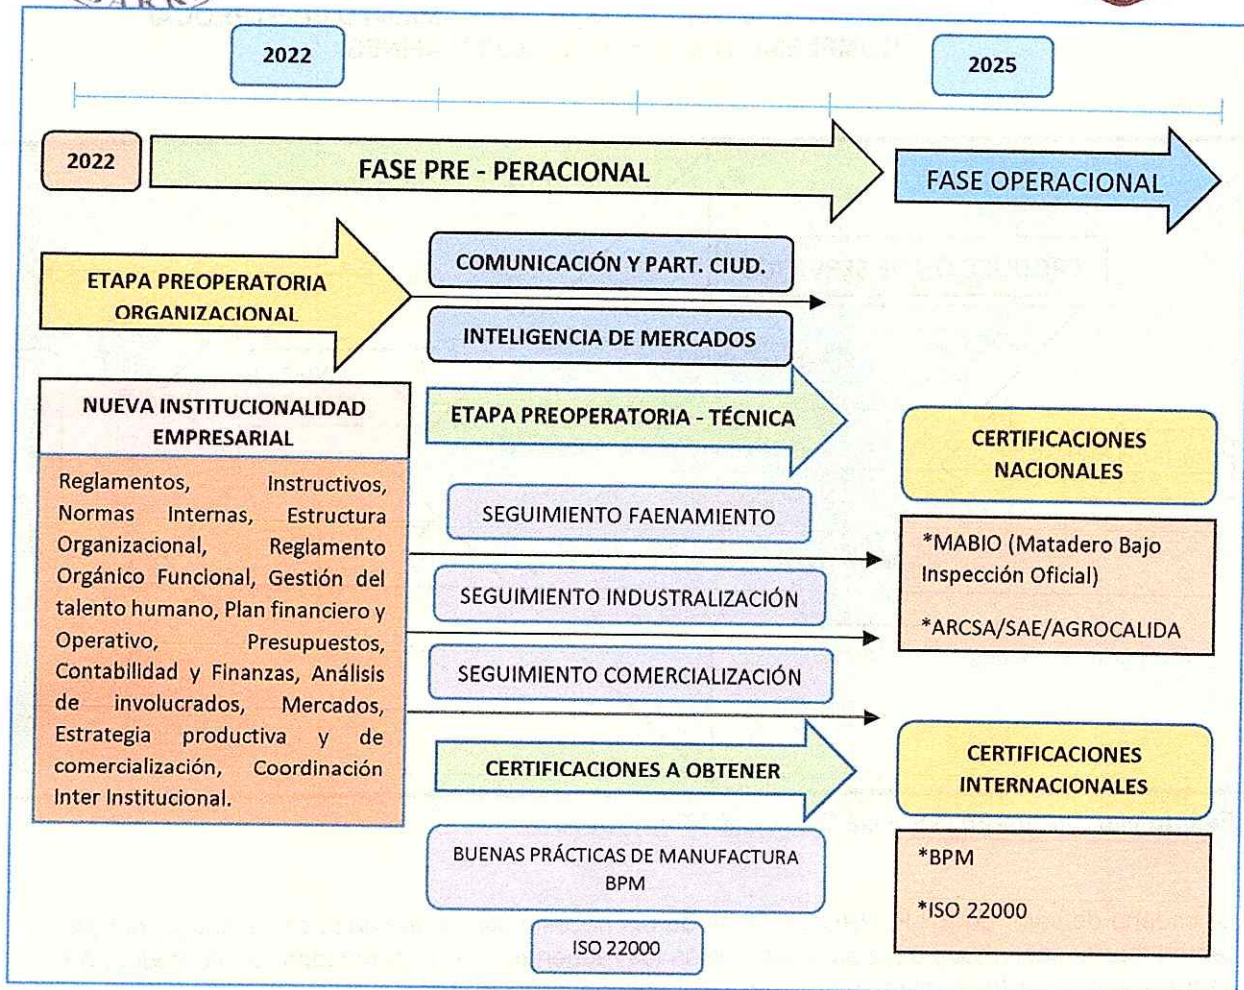 2022
2025
2022
FASE PRE - PERACIONAL
FASE OPERACIONAL
ETAPA PREOPERATORIA
ORGANIZACIONAL
COMUNICACIÓN Y PART. CIUD.
INTELIGENCIA DE MERCADOS
NUEVA INSTITUCIONALIDAD
EMPRESARIAL
Reglamentos, Instructivos,
Normas Internas, Estructura
Organizacional, Reglamento
Orgánico Funcional, Gestión del
talento humano, Plan financiero y
Operativo, Presupuestos,
Contabilidad y Finanzas, Análisis
de involucrados, Mercados,
Estrategia productiva y de
comercialización, Coordinación
Inter Institucional.
ETAPA PREOPERATORIA - TÉCNICA
SEGUIMIENTO FAENAMIENTO
SEGUIMIENTO INDUSTRALIZACIÓN
SEGUIMIENTO COMERCIALIZACIÓN
CERTIFICACIONES A OBTENER
BUENAS PRÁCTICAS DE MANUFACTURA
BPM
ISO 22000
CERTIFICACIONES
NACIONALES
*MABIO (Matadero Bajo
Inspección Oficial)
*ARCSA/SAE/AGROCALIDA
CERTIFICACIONES
INTERNACIONALES
*BPM
*ISO 22000